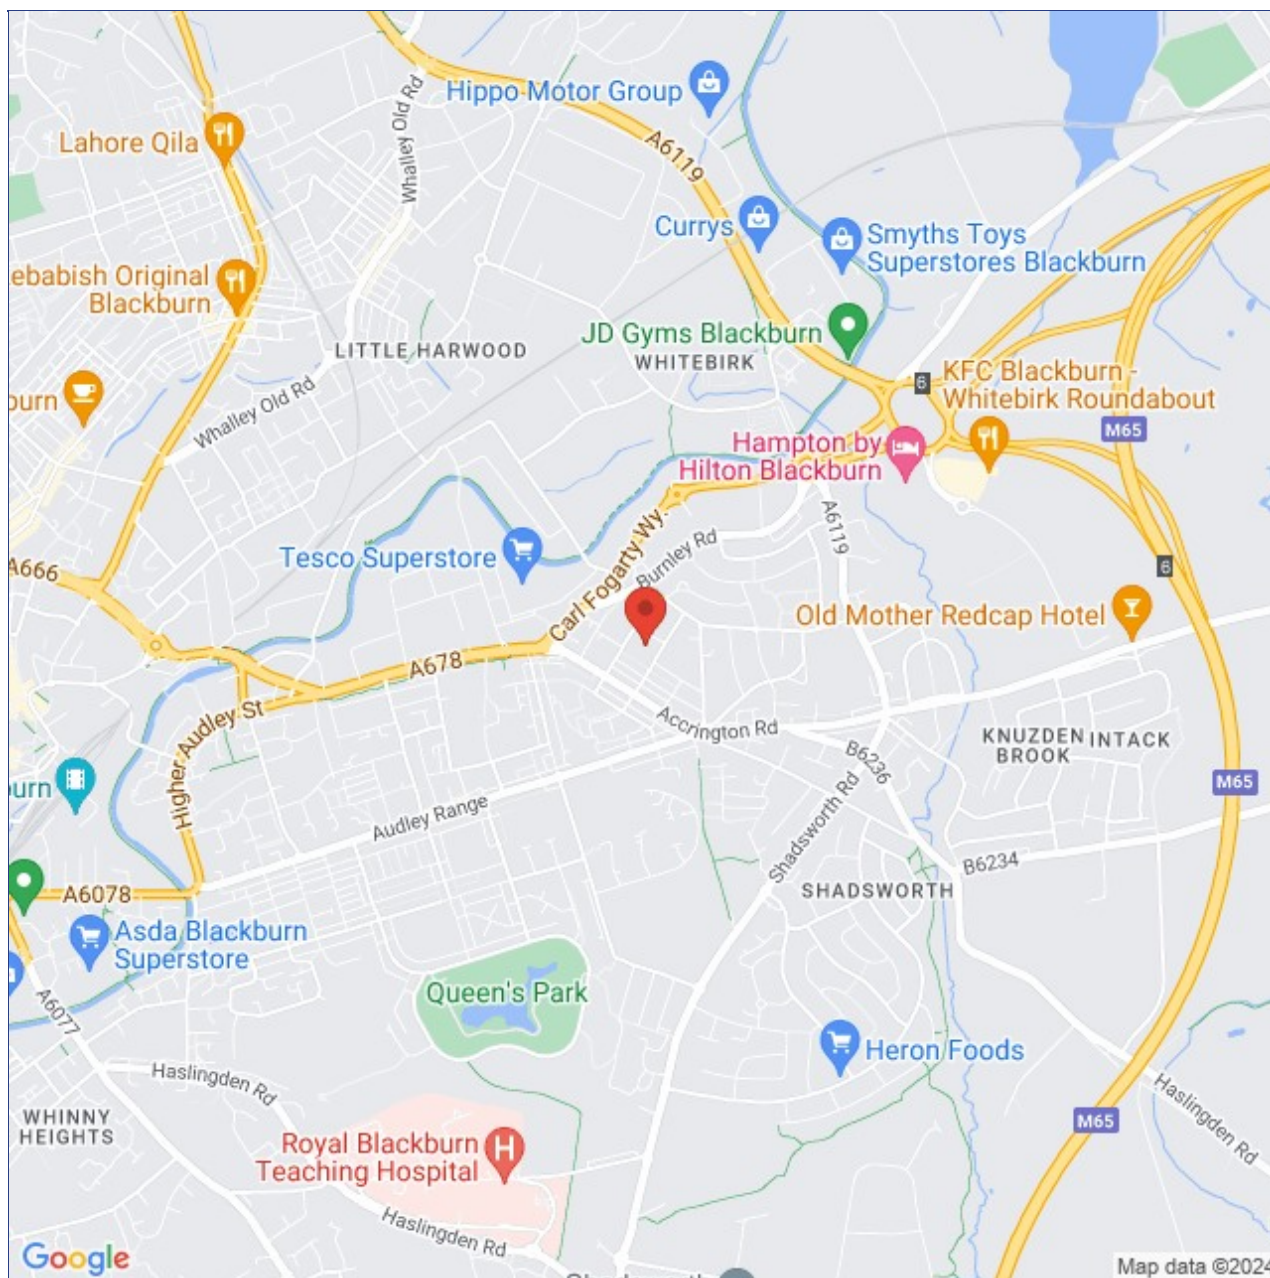 Hippo Motor Group
Lahore Qila
Whalley Old Rd
A6119
Currys
Smyths Toys
Superstores Blackburn
ebabish Original
Blackburn
JD Gyms Blackburn
LITTLE HARWOOD
WHITEBIRK
6
KFC Blackburn -
Whitebirk Roundabout
burn
Whalley Old Rd
M65
Hampton by
Hilton Blackburn
A6119
Carl Fogarty Wy.
Burnley Rd
Tesco Superstore
A666
6
Old Mother Redcap Hotel
A678
Higher Audley St
Accrington Rd
KNUZDEN
BROOK
INTACK
B6236
urn
M65
Audley Range
Shadsworth Rd
B6234
A6078
SHADSWORTH
Asda Blackburn
Superstore
Queen's Park
A6077
Heron Foods
Haslingden Rd
Haslingden Rd
WHINNY
HEIGHTS
M65
Royal Blackburn
Teaching Hospital
Haslingden Rd
Google
Map data ©2024